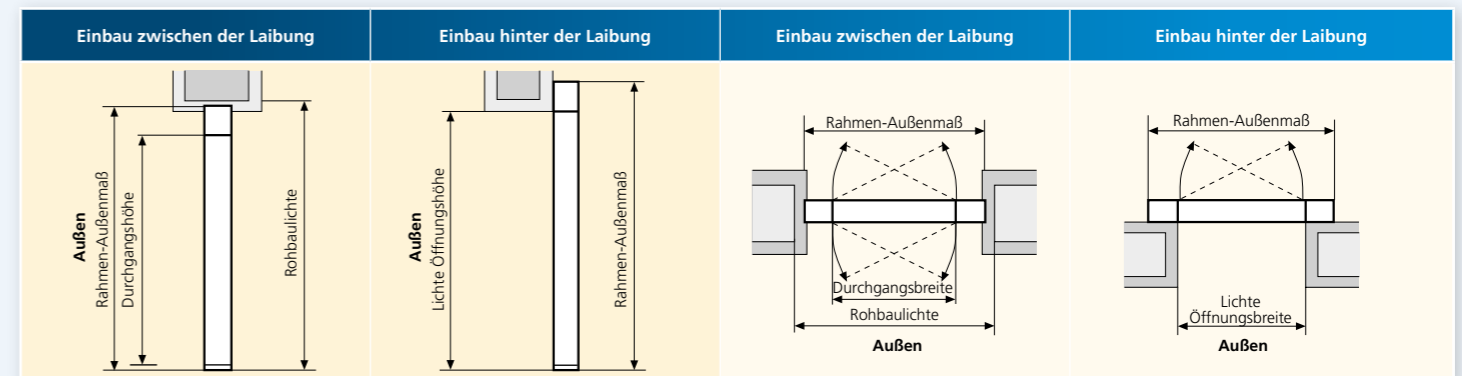 Einbau zwischen der Laibung
Einbau hinter der Laibung
Einbau zwischen der Laibung
Einbau hinter der Laibung
Außen
Rahmen-Außenmaß
Durchgangshöhe
Rohbaulichte
Außen
Lichte Öffnungshöhe
Rahmen-Außenmaß
Rahmen-Außenmaß
Durchgangsbreite
Rohbaulichte
Außen
Rahmen-Außenmaß
Lichte
Öffnungsbreite
Außen